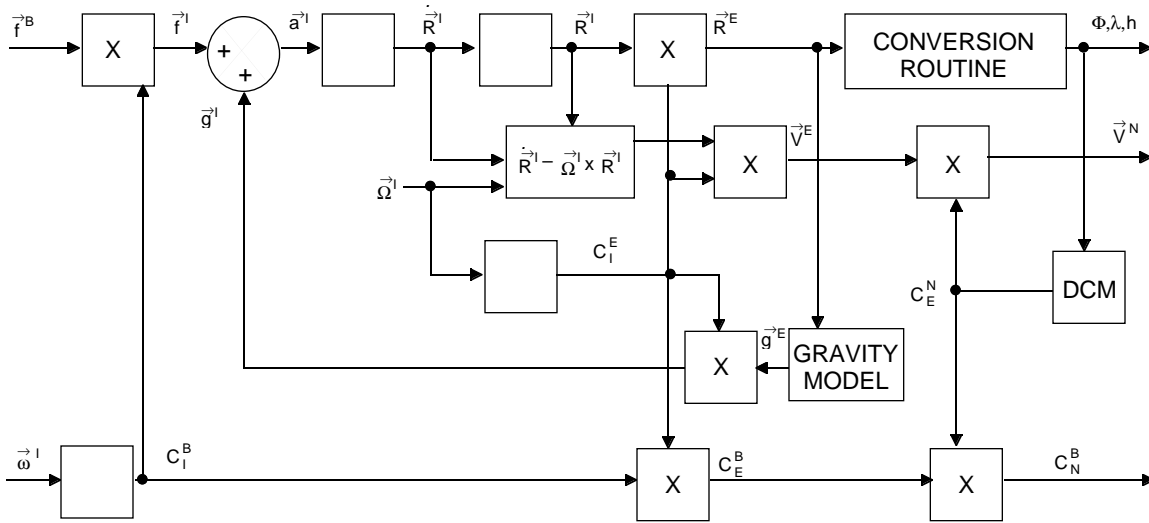 f⃗ᴮ
X
f⃗ᴵ
+
+
a⃗ᴵ
Ṙ⃗ᴵ
R⃗ᴵ
X
R⃗ᴱ
CONVERSION
ROUTINE
Φ,λ,h
g⃗ᴵ
Ṙ⃗ᴵ – Ω⃗ᴵ x R⃗ᴵ
X
V⃗ᴱ
X
V⃗ᴺ
Ω⃗ᴵ
C_I^E
C_E^N
DCM
X
g⃗ᴱ
GRAVITY
MODEL
ω⃗ ᴵ
C_I^B
X
C_E^B
X
C_N^B